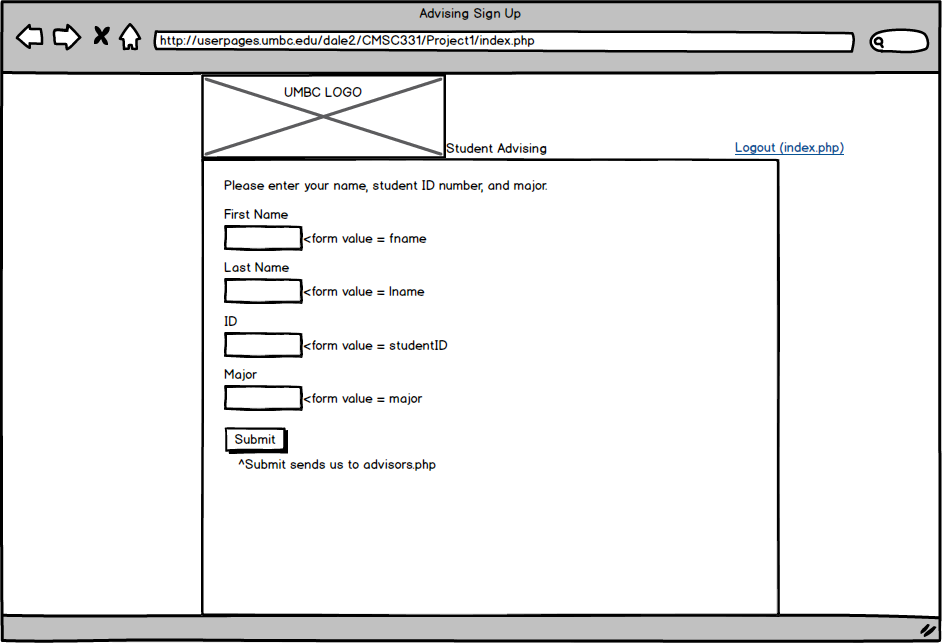 Advising Sign Up
http://userpages.umbc.edu/dale2/CMSC331/Project1/index.php
UMBC LOGO
Student Advising
Logout (index.php)
Please enter your name, student ID number, and major.
First Name
<form value = fname
Last Name
<form value = lname
ID
<form value = studentID
Major
<form value = major
Submit
^Submit sends us to advisors.php